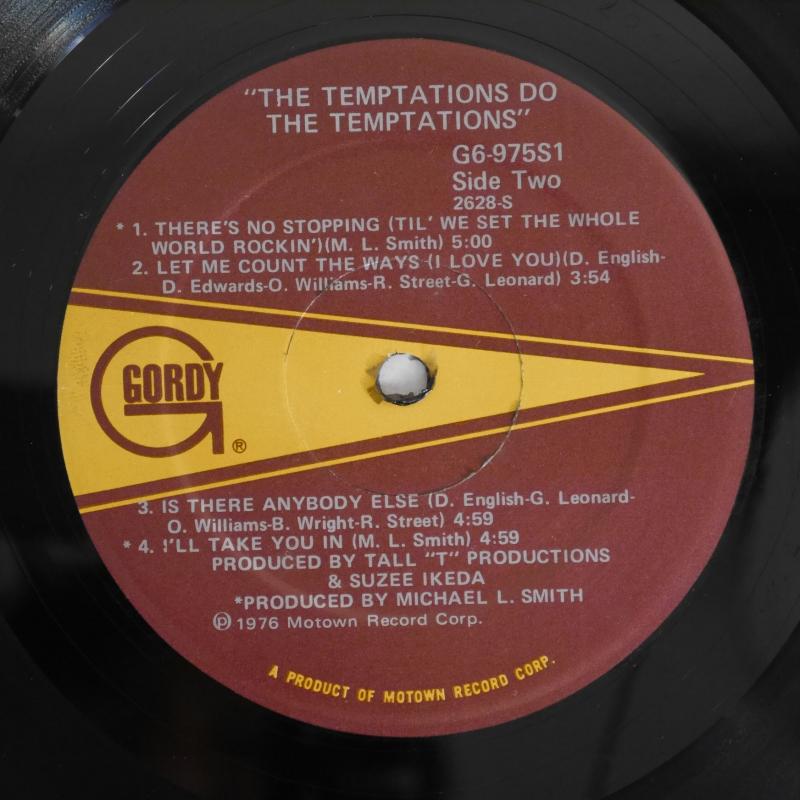 "THE TEMPTATIONS DO
THE TEMPTATIONS"
G6-975S1
Side Two
2628-S
* 1. THERE'S NO STOPPING (TIL' WE SET THE WHOLE
WORLD ROCKIN')(M. L. Smith) 5:00
2. LET ME COUNT THE WAYS (I LOVE YOU)(D. English-
D. Edwards-O. Williams-R. Street-G. Leonard) 3:54
GORDY
®
3. IS THERE ANYBODY ELSE (D. English-G. Leonard-
O. Williams-B. Wright-R. Street) 4:59
* 4. I'LL TAKE YOU IN (M. L. Smith) 4:59
PRODUCED BY TALL "T" PRODUCTIONS
& SUZEE IKEDA
*PRODUCED BY MICHAEL L. SMITH
℗ 1976 Motown Record Corp.
A PRODUCT OF MOTOWN RECORD CORP.